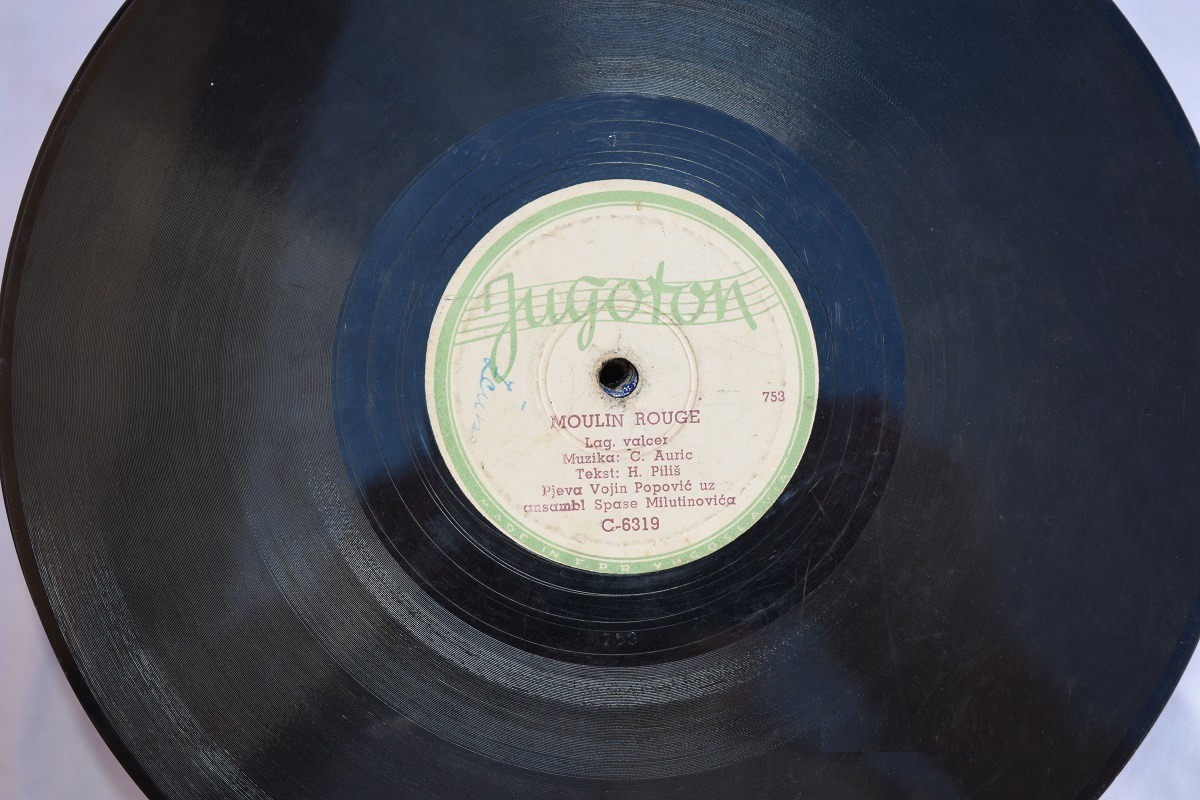 Jugoton
753
MOULIN ROUGE
Lag. valcer
Muzika: C. Auric
Tekst: H. Piliš
Pjeva Vojin Popović uz
ansambl Spase Milutinovića
C-6319
MADE IN F.P.R. YUGOSLAVIA
753